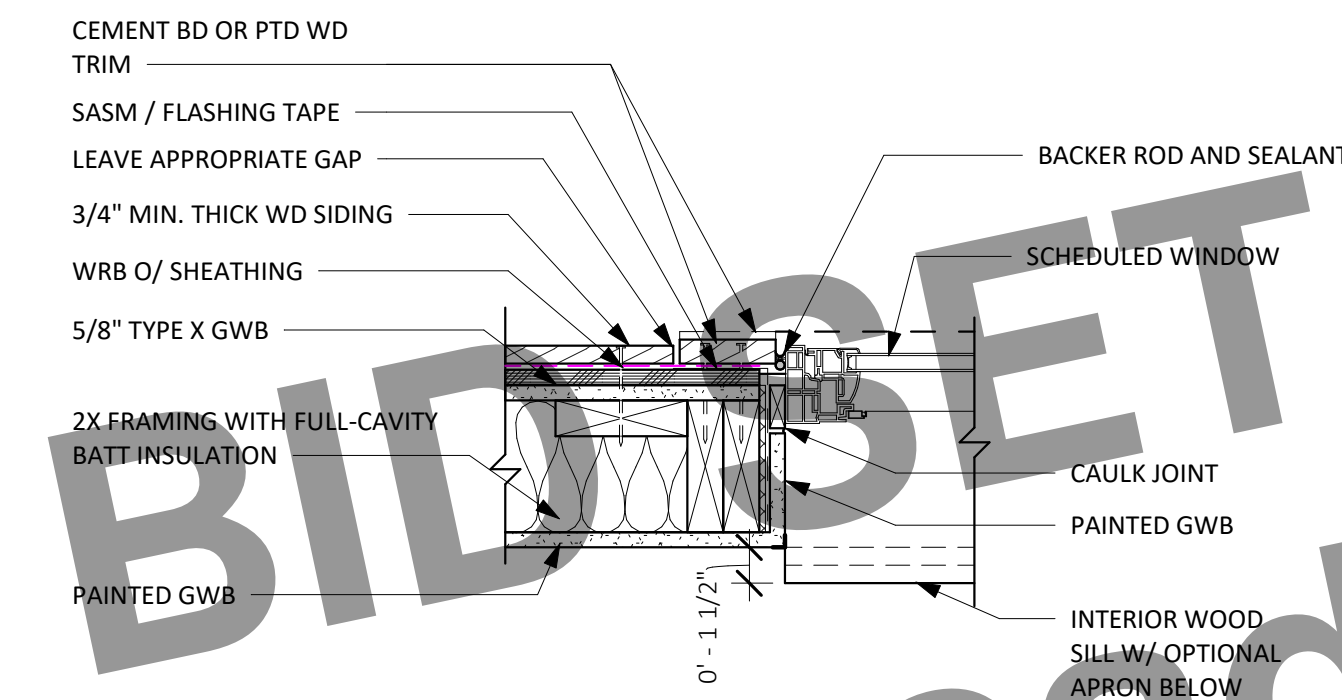 CEMENT BD OR PTD WD
TRIM
SASM / FLASHING TAPE
LEAVE APPROPRIATE GAP
3/4" MIN. THICK WD SIDING
WRB O/ SHEATHING
5/8" TYPE X GWB
2X FRAMING WITH FULL-CAVITY
BATT INSULATION
PAINTED GWB
BACKER ROD AND SEALANT
SCHEDULED WINDOW
CAULK JOINT
PAINTED GWB
INTERIOR WOOD
SILL W/ OPTIONAL
APRON BELOW
0' - 1 1/2"
BID SET